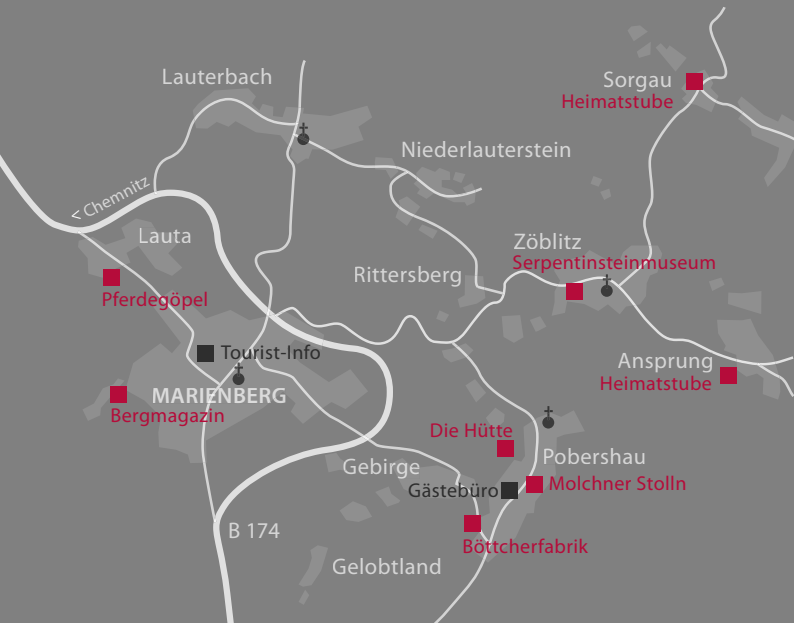 Lauterbach
Sorgau
Heimatstube
Niederlauterstein
< Chemnitz
Lauta
Zöblitz
Serpentinsteinmuseum
Rittersberg
Pferdegöpel
Tourist-Info
Ansprung
Heimatstube
MARIENBERG
Bergmagazin
Die Hütte
Pobershau
Gebirge
Gästebüro
Molchner Stolln
B 174
Böttcherfabrik
Gelobtland